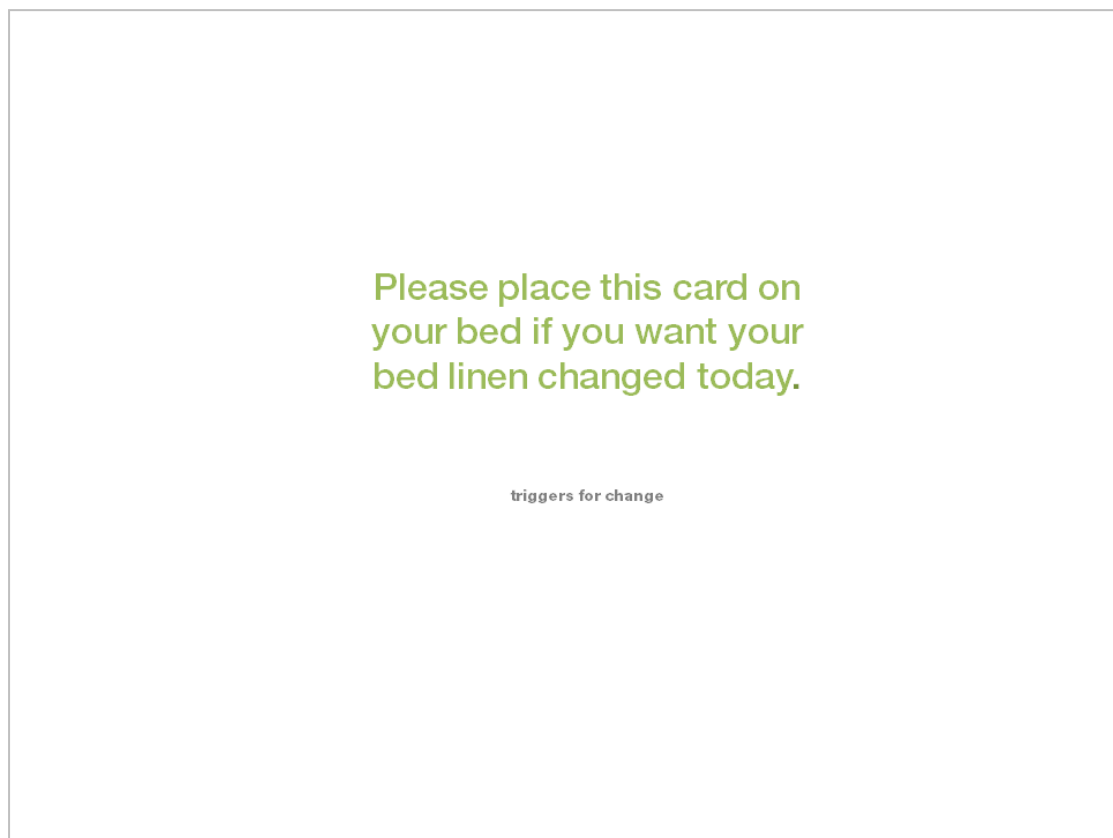 Please place this card on
your bed if you want your
bed linen changed today.
triggers for change